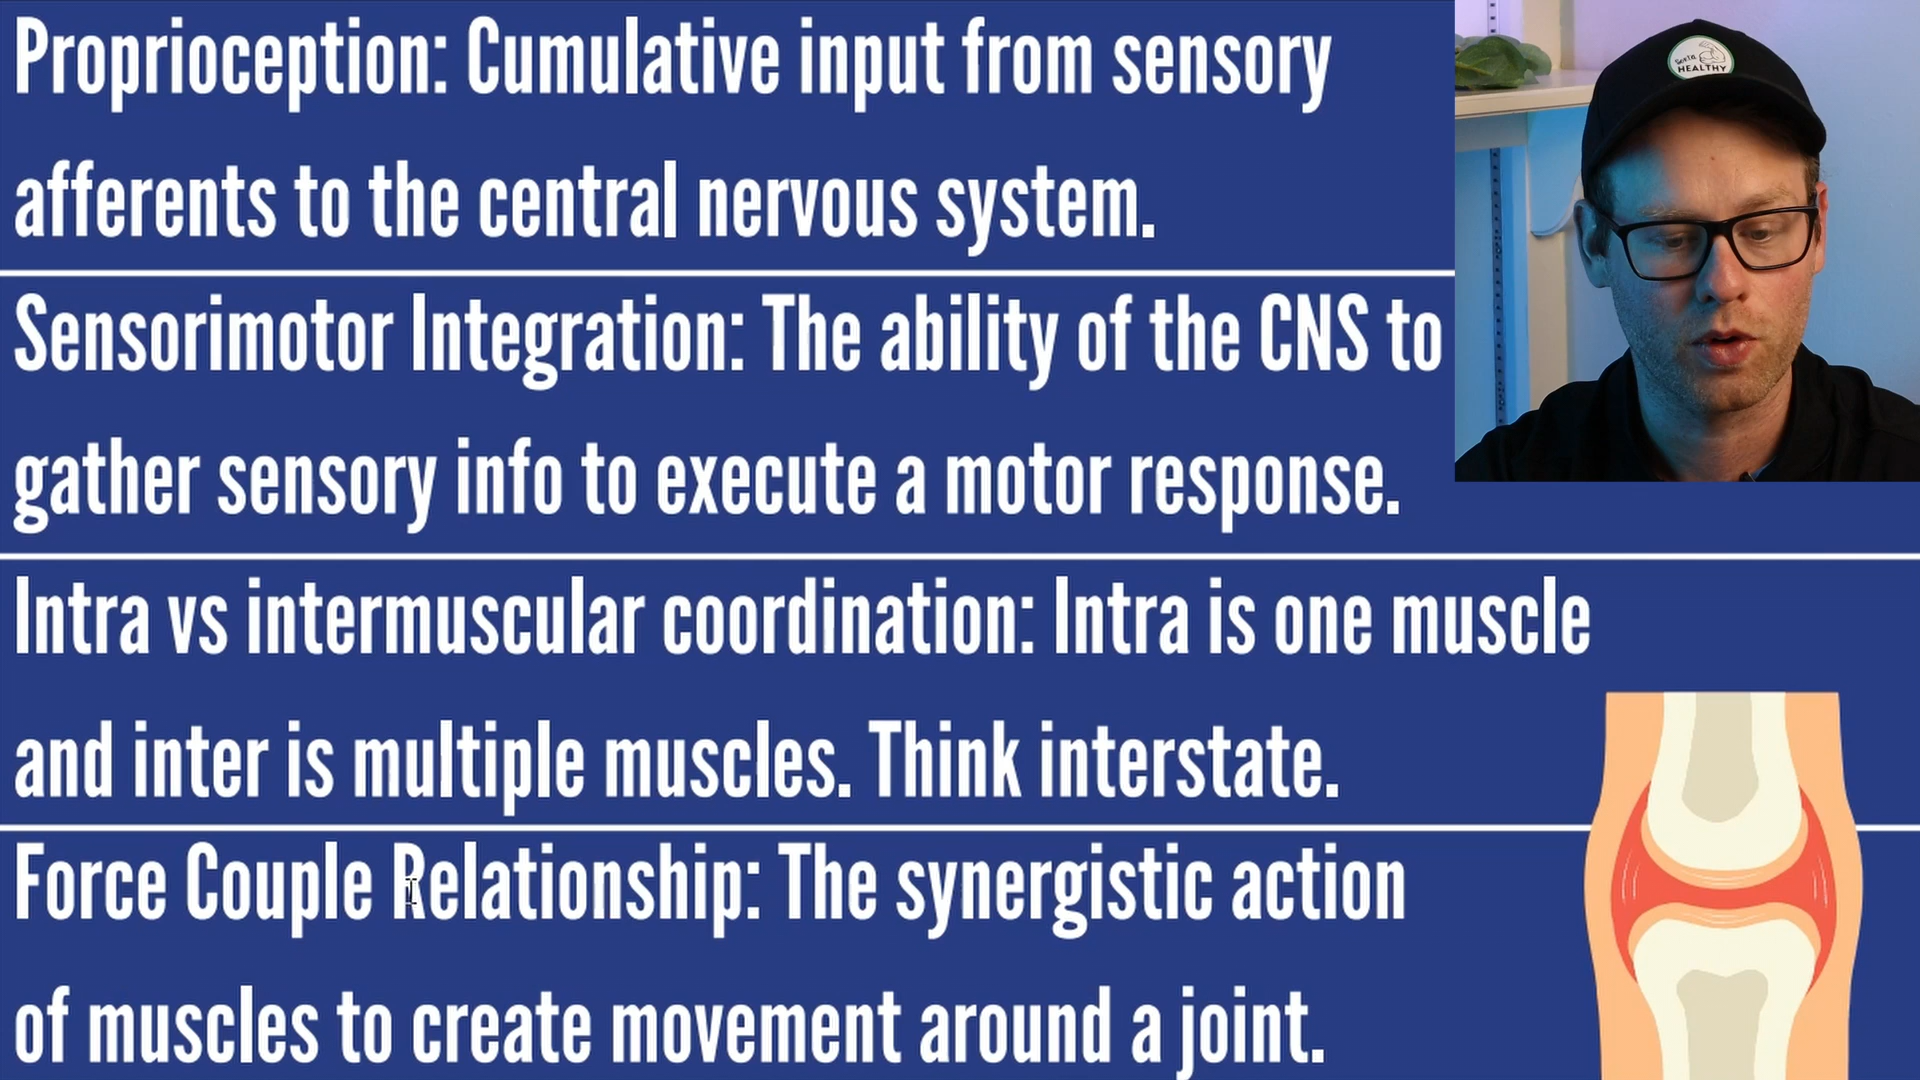 Proprioception: Cumulative input from sensory
afferents to the central nervous system.
Sensorimotor Integration: The ability of the CNS to
gather sensory info to execute a motor response.
Intra vs intermuscular coordination: Intra is one muscle
and inter is multiple muscles. Think interstate.
Force Couple Relationship: The synergistic action
of muscles to create movement around a joint.
HEALTHY